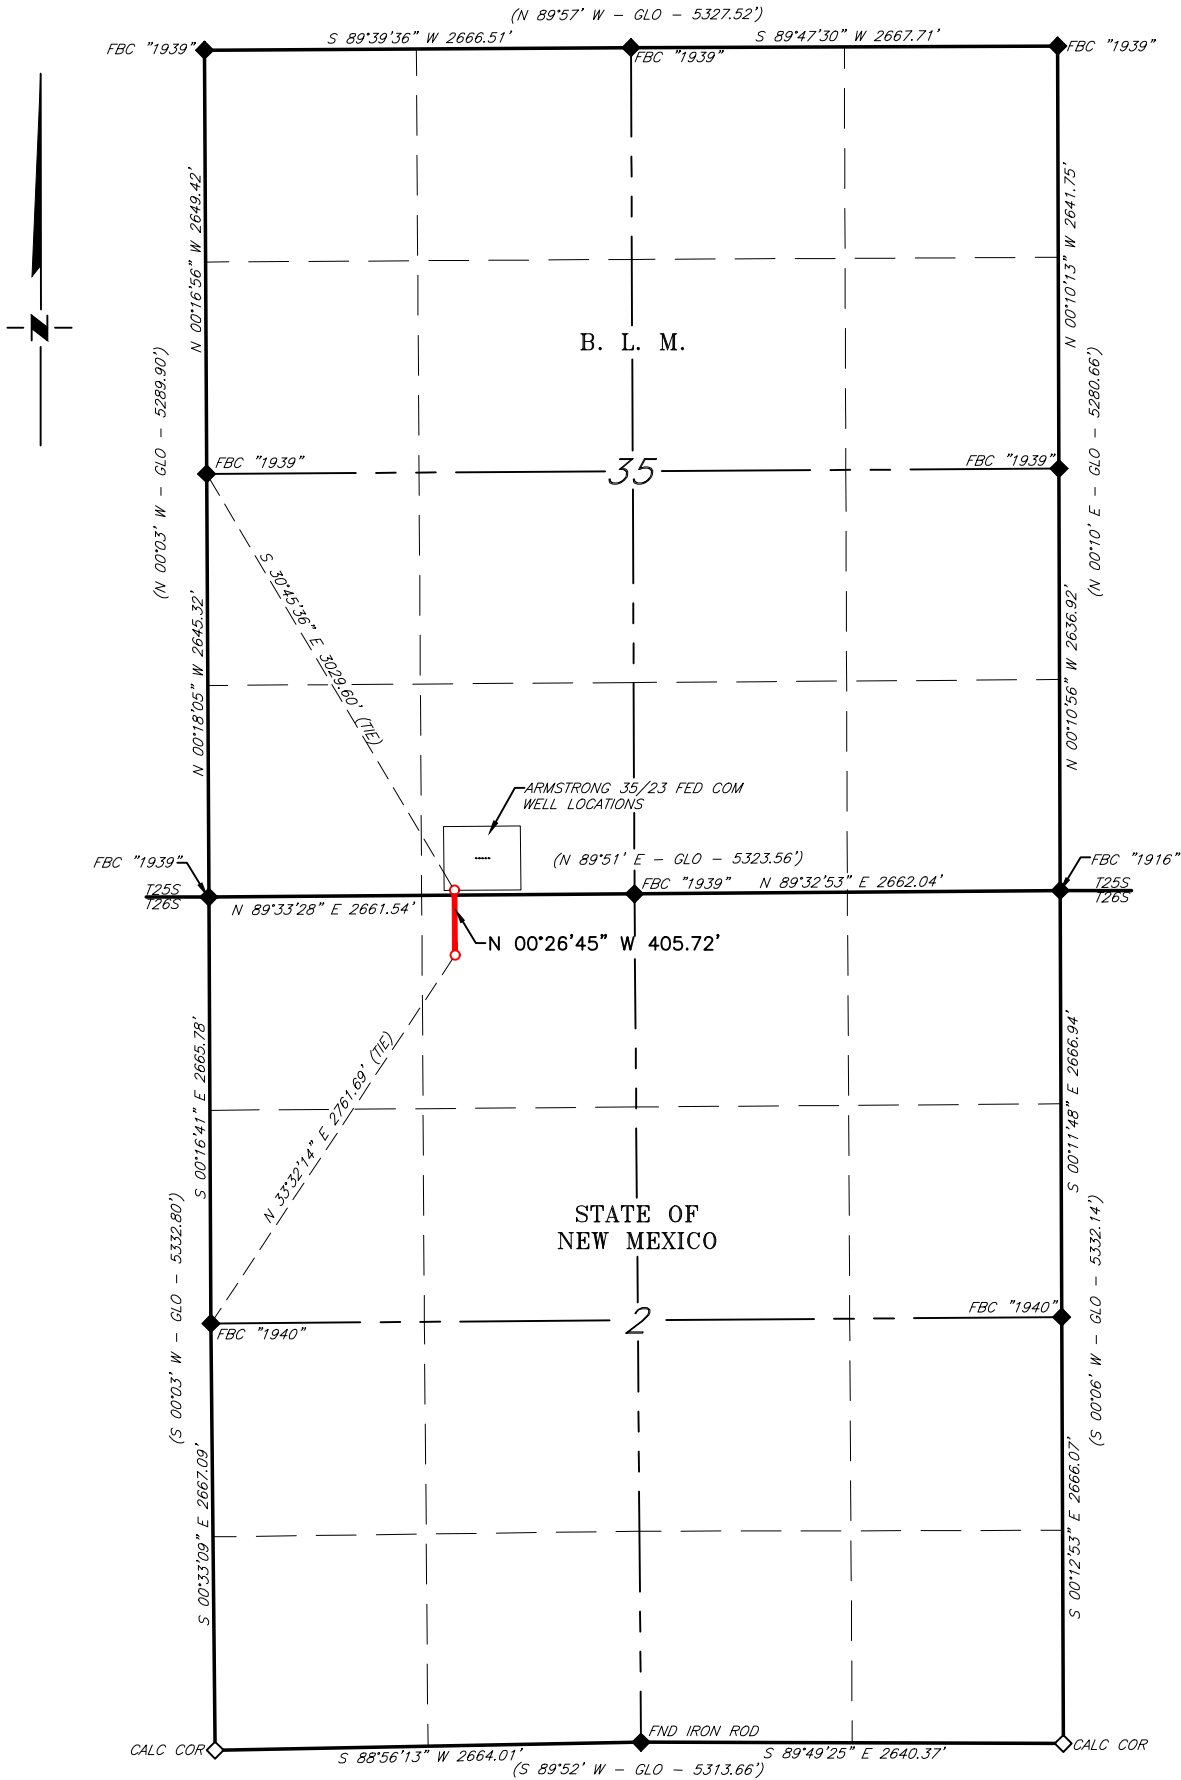 (N 89°57' W - GLO - 5327.52')
S 89°39'36" W 2666.51'
S 89°47'30" W 2667.71'
FBC "1939"
FBC "1939"
FBC "1939"
N 00°16'56" W 2649.42'
N 00°10'13" W 2641.75'
N
B. L. M.
(N 00°03' W - GLO - 5289.90')
(N 00°10' E - GLO - 5280.66')
FBC "1939"
35
FBC "1939"
S 30°45'36" E 3029.60' (TIE)
N 00°18'05" W 2645.32'
N 00°10'56" W 2636.92'
ARMSTRONG 35/23 FED COM
WELL LOCATIONS
FBC "1939"
(N 89°51' E - GLO - 5323.56')
FBC "1916"
T25S
T26S
FBC "1939"
N 89°32'53" E 2662.04'
T25S
T26S
N 89°33'28" E 2661.54'
N 00°26'45" W 405.72'
S 00°16'41" E 2665.78'
N 33°32'14" E 2761.69' (TIE)
S 00°11'48" E 2666.94'
STATE OF
NEW MEXICO
(S 00°03' W - GLO - 5332.80')
(S 00°06' W - GLO - 5332.14')
FBC "1940"
2
FBC "1940"
S 00°33'09" E 2667.09'
S 00°12'53" E 2666.07'
FND IRON ROD
CALC COR
S 88°56'13" W 2664.01'
S 89°49'25" E 2640.37'
CALC COR
(S 89°52' W - GLO - 5313.66')